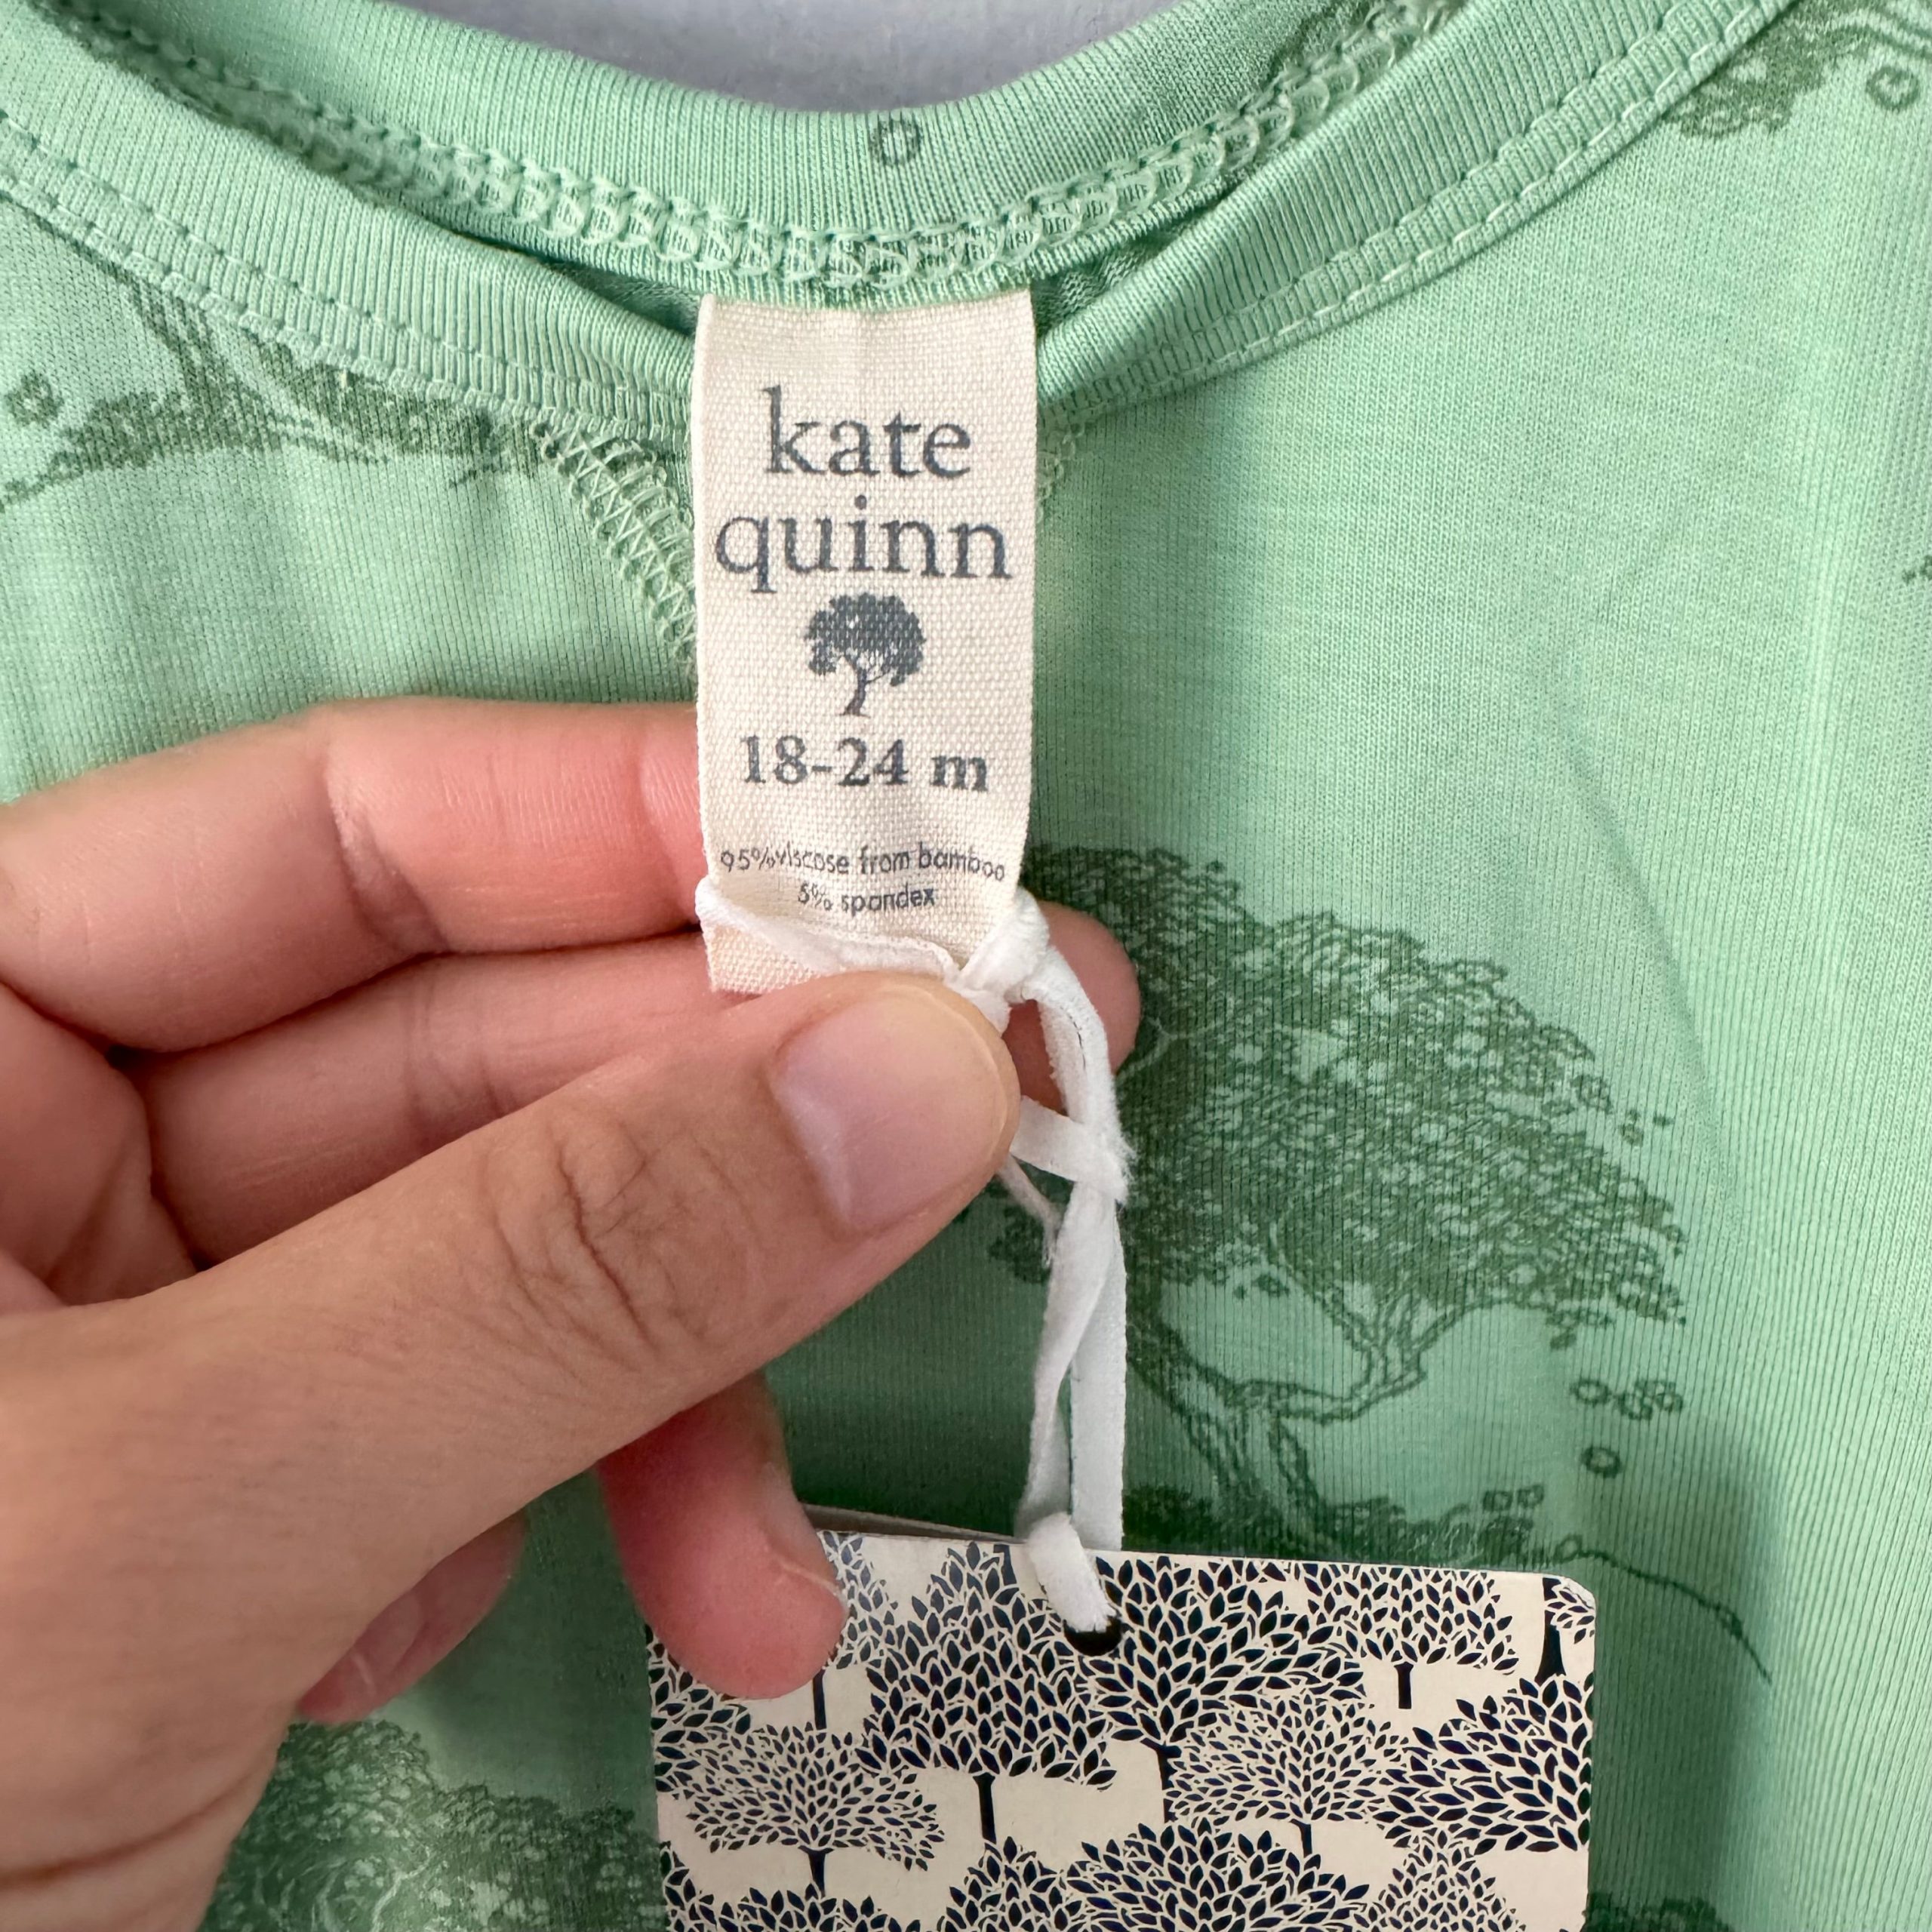 kate
quinn
18-24 m
95% viscose from bamboo
5% spandex